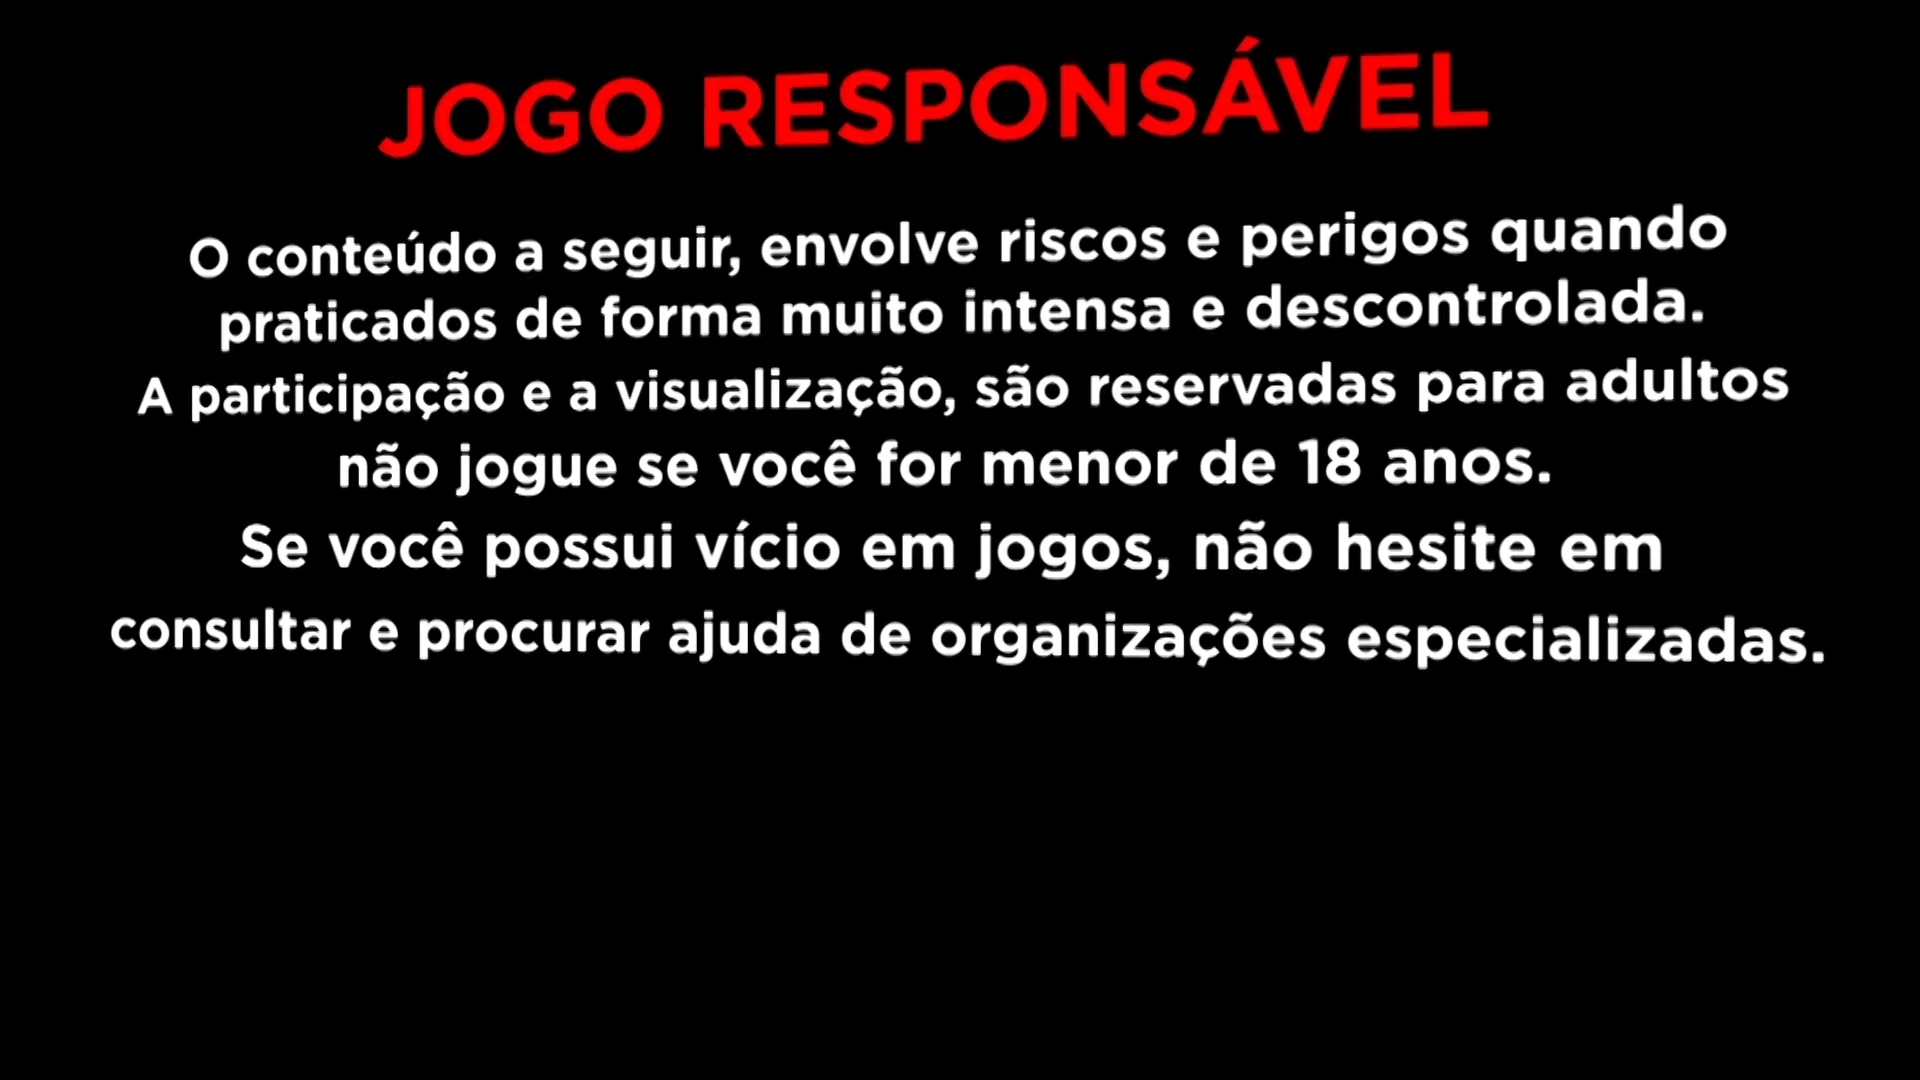 JOGO RESPONSÁVEL
O conteúdo a seguir, envolve riscos e perigos quando
praticados de forma muito intensa e descontrolada.
A participação e a visualização, são reservadas para adultos
não jogue se você for menor de 18 anos.
Se você possui vício em jogos, não hesite em
consultar e procurar ajuda de organizações especializadas.